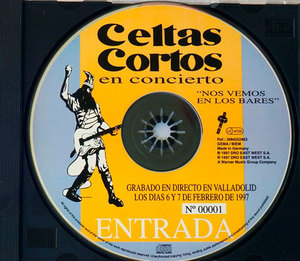 Celtas
Cortos
en concierto
"NOS VEMOS
EN LOS BARES"
GEMA / BIEM
Made in Germany
℗ 1997 DRO EAST WEST S.A.
© 1997 DRO EAST WEST S.A.
A Warner Music Group Company
GRABADO EN DIRECTO EN VALLADOLID
LOS DIAS 6 Y 7 DE FEBRERO DE 1997
Nº 00001
ENTRADA